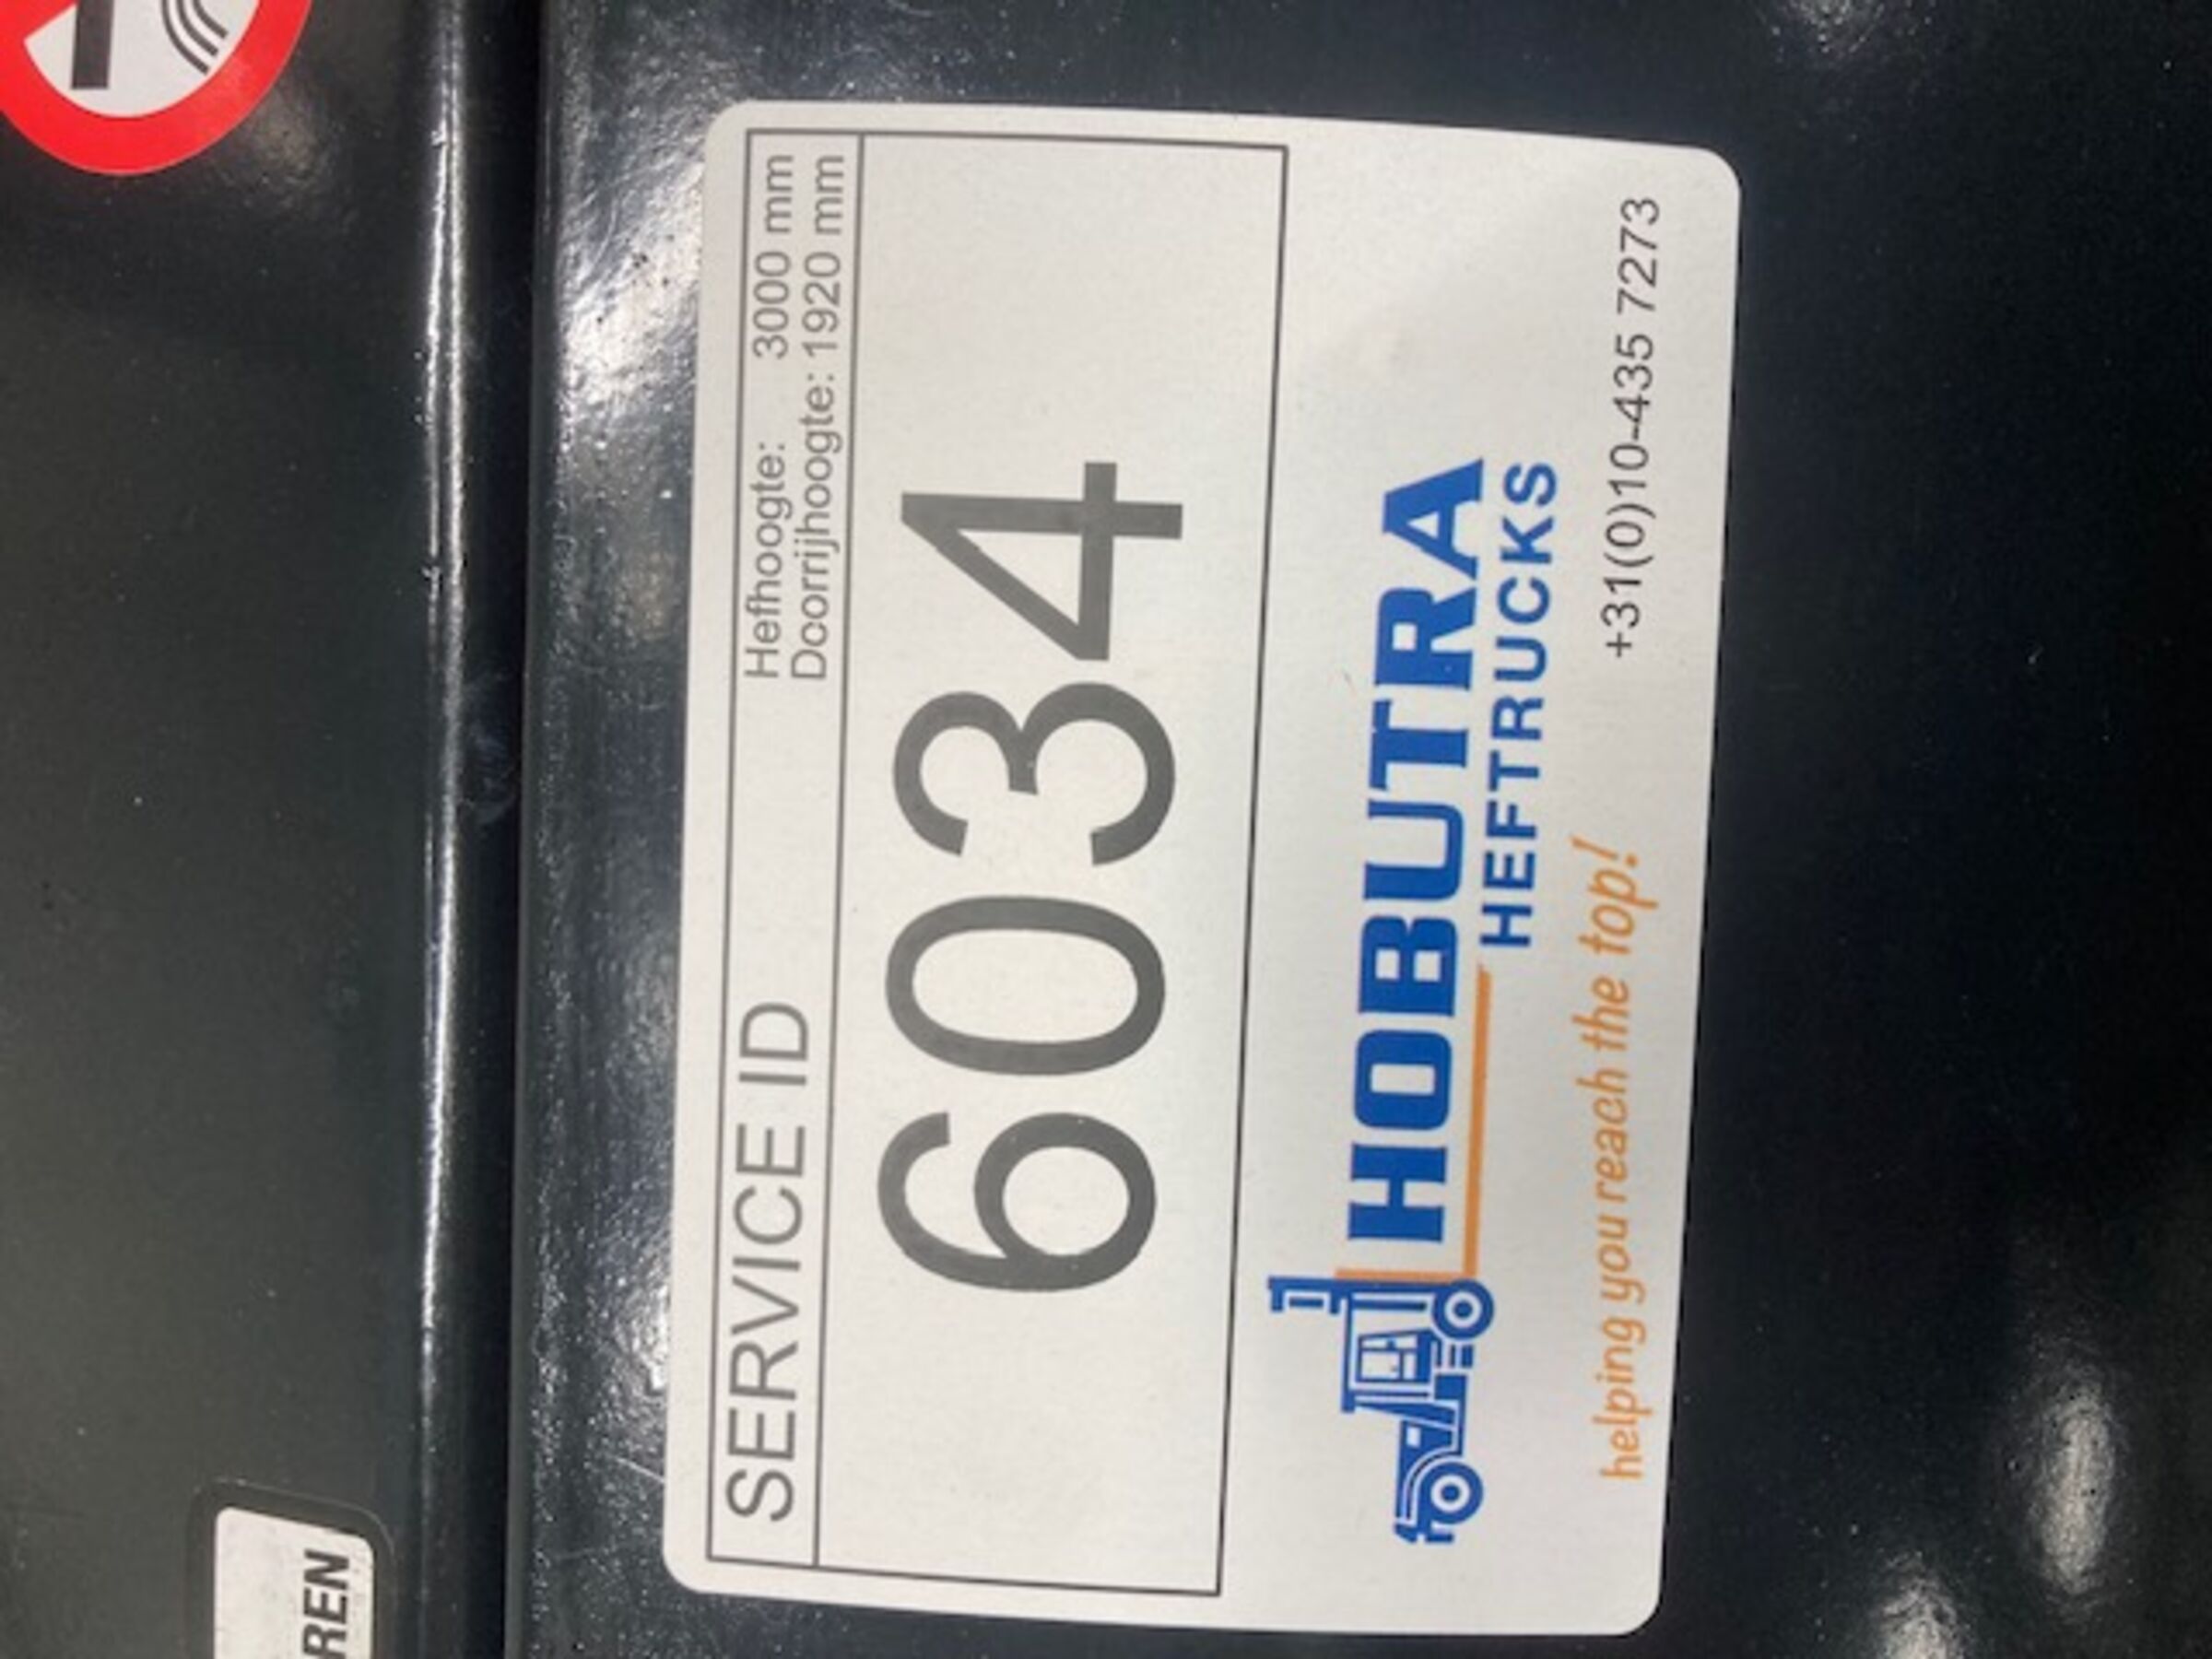 SERVICE ID
Hefhoogte: 3000 mm
Doorrijhoogte: 1920 mm
6034
HOBUTRA
HEFTRUCKS
helping you reach the top!
+31(0)10-435 7273
REN